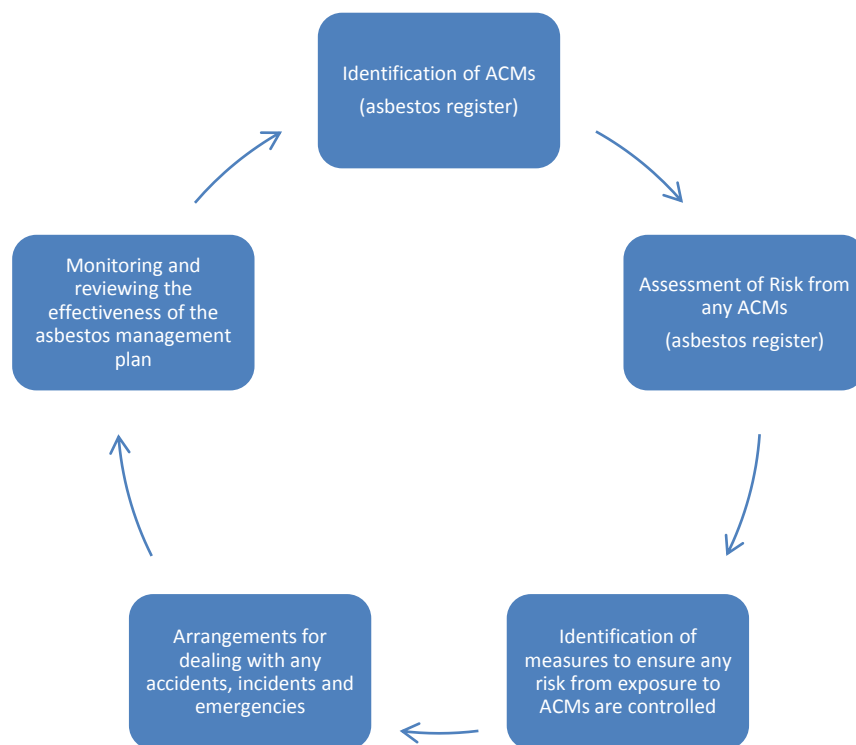 Identification of ACMs
(asbestos register)
Assessment of Risk from
any ACMs
(asbestos register)
Identification of
measures to ensure any
risk from exposure to
ACMs are controlled
Arrangements for
dealing with any
accidents, incidents and
emergencies
Monitoring and
reviewing the
effectiveness of the
asbestos management
plan